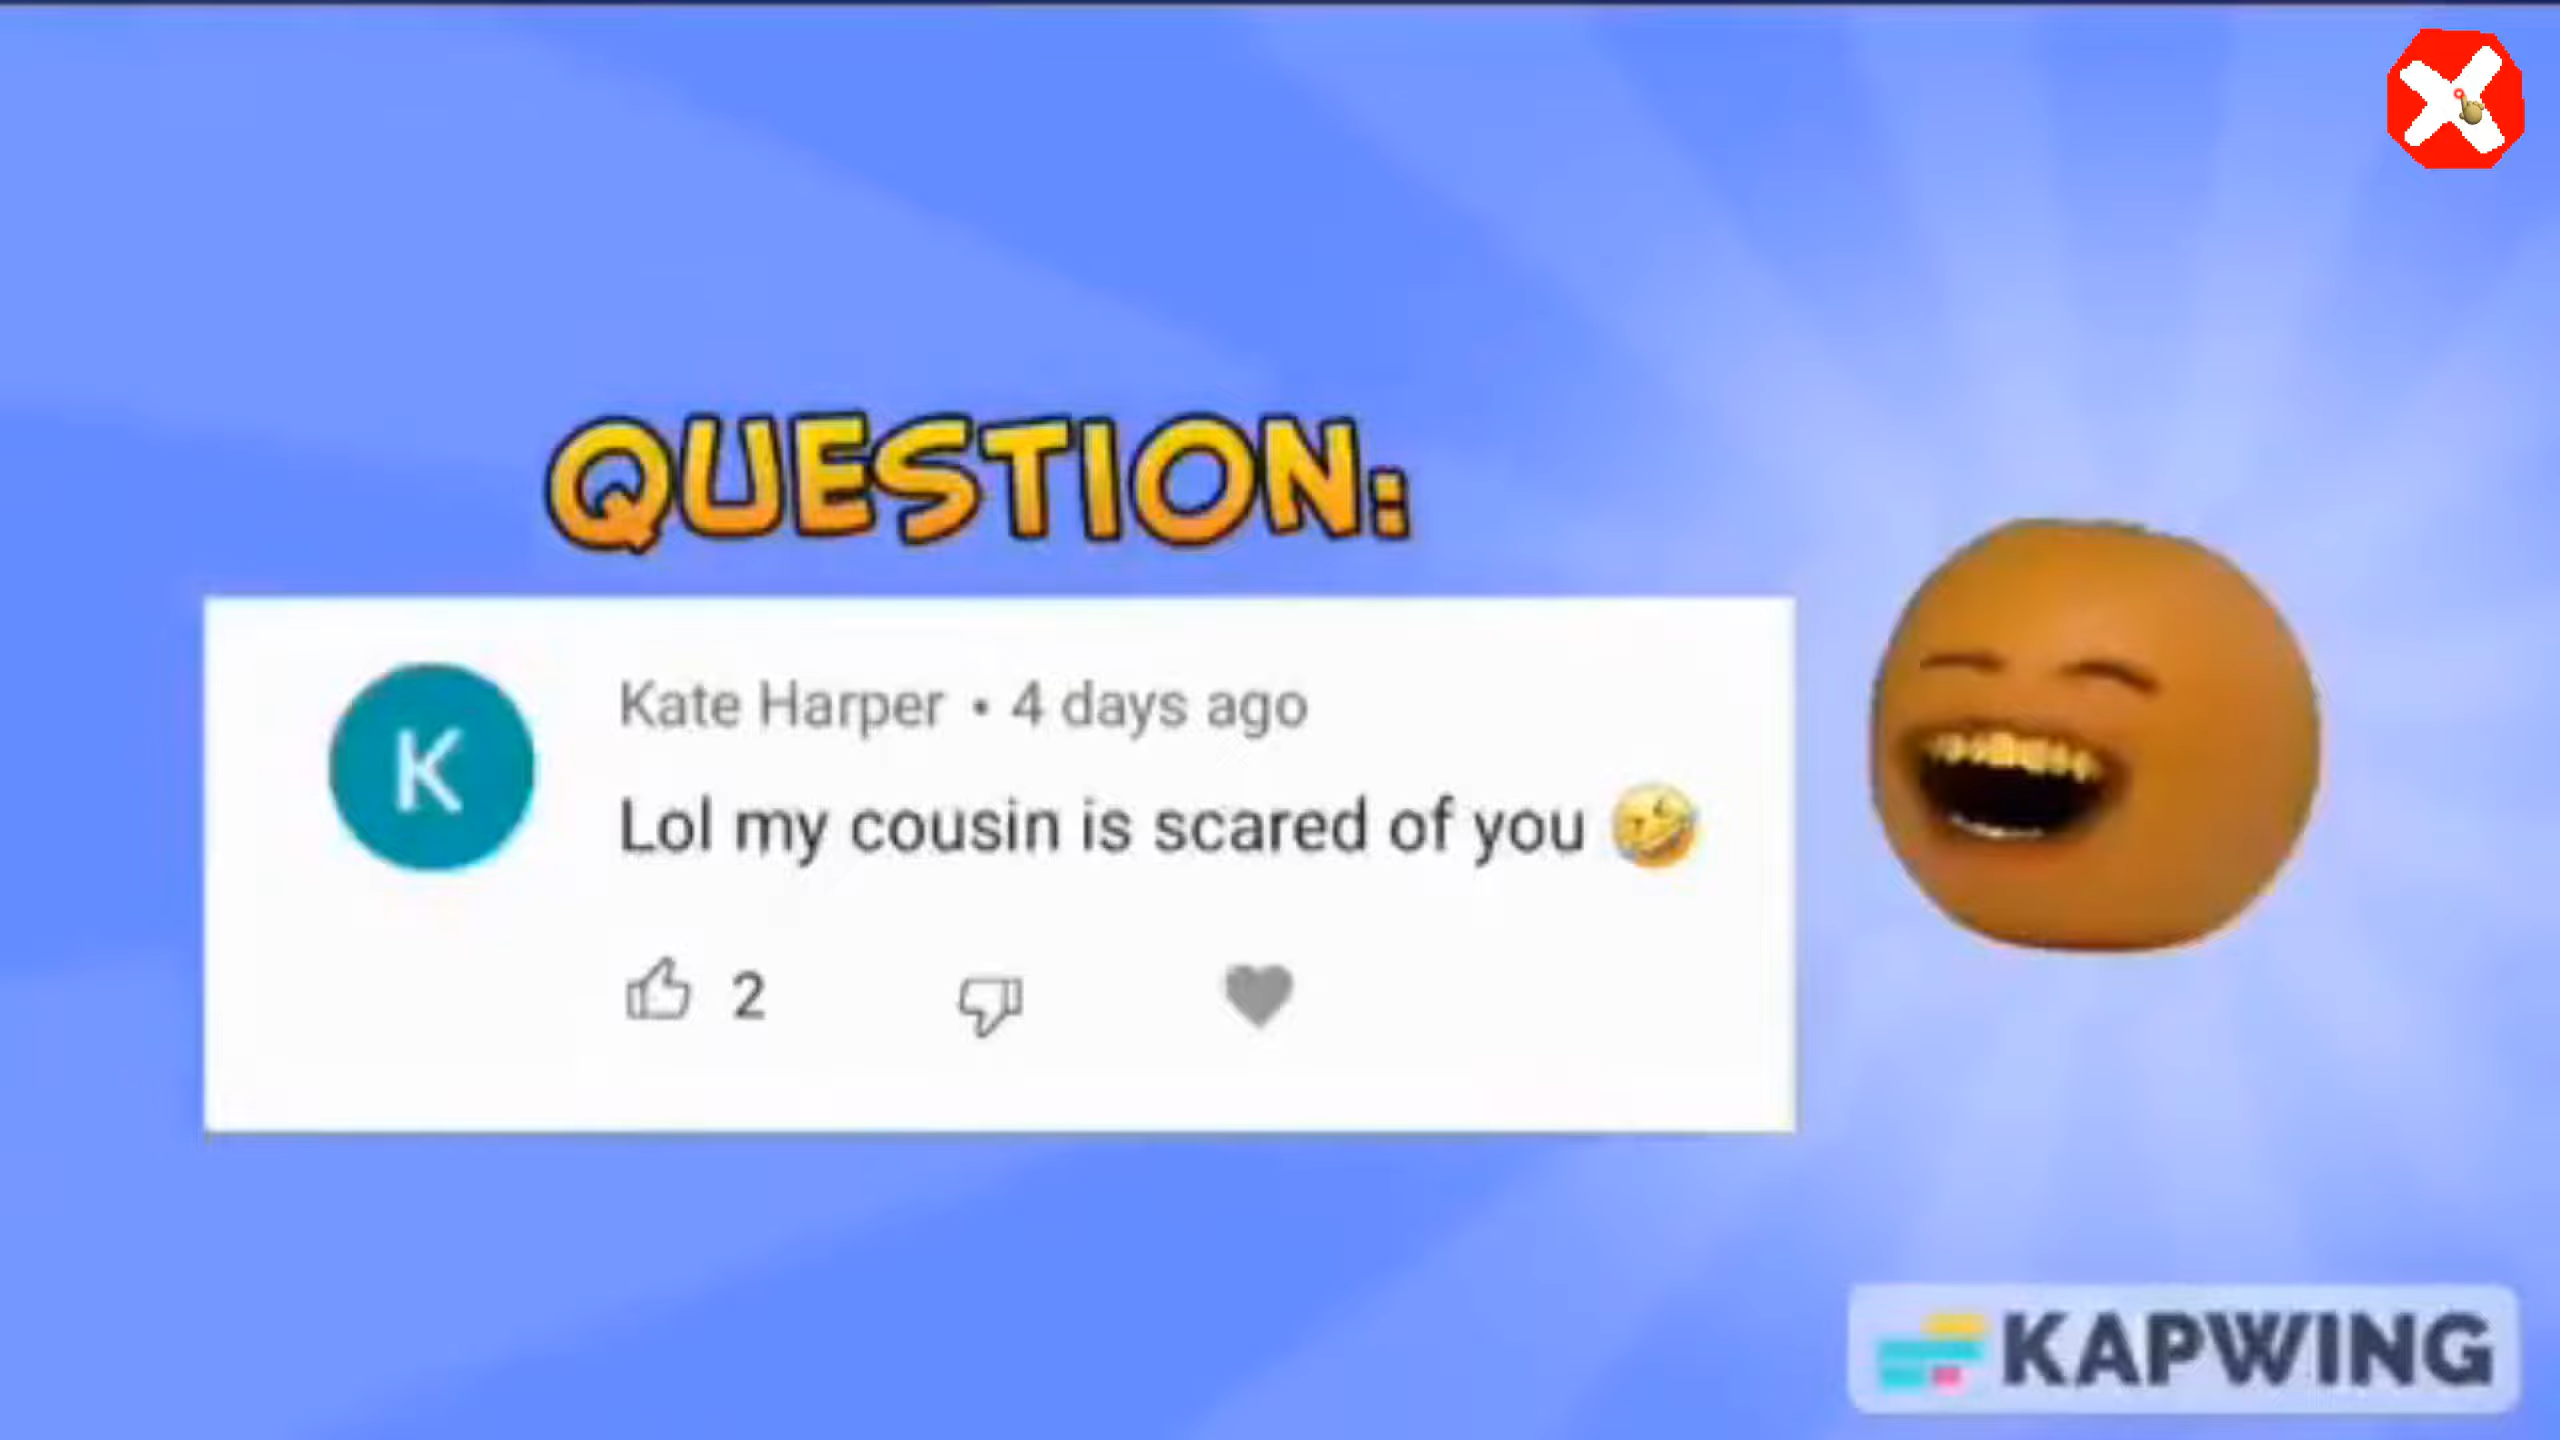 QUESTION:
K
Kate Harper • 4 days ago
Lol my cousin is scared of you 🤣
2
KAPWING